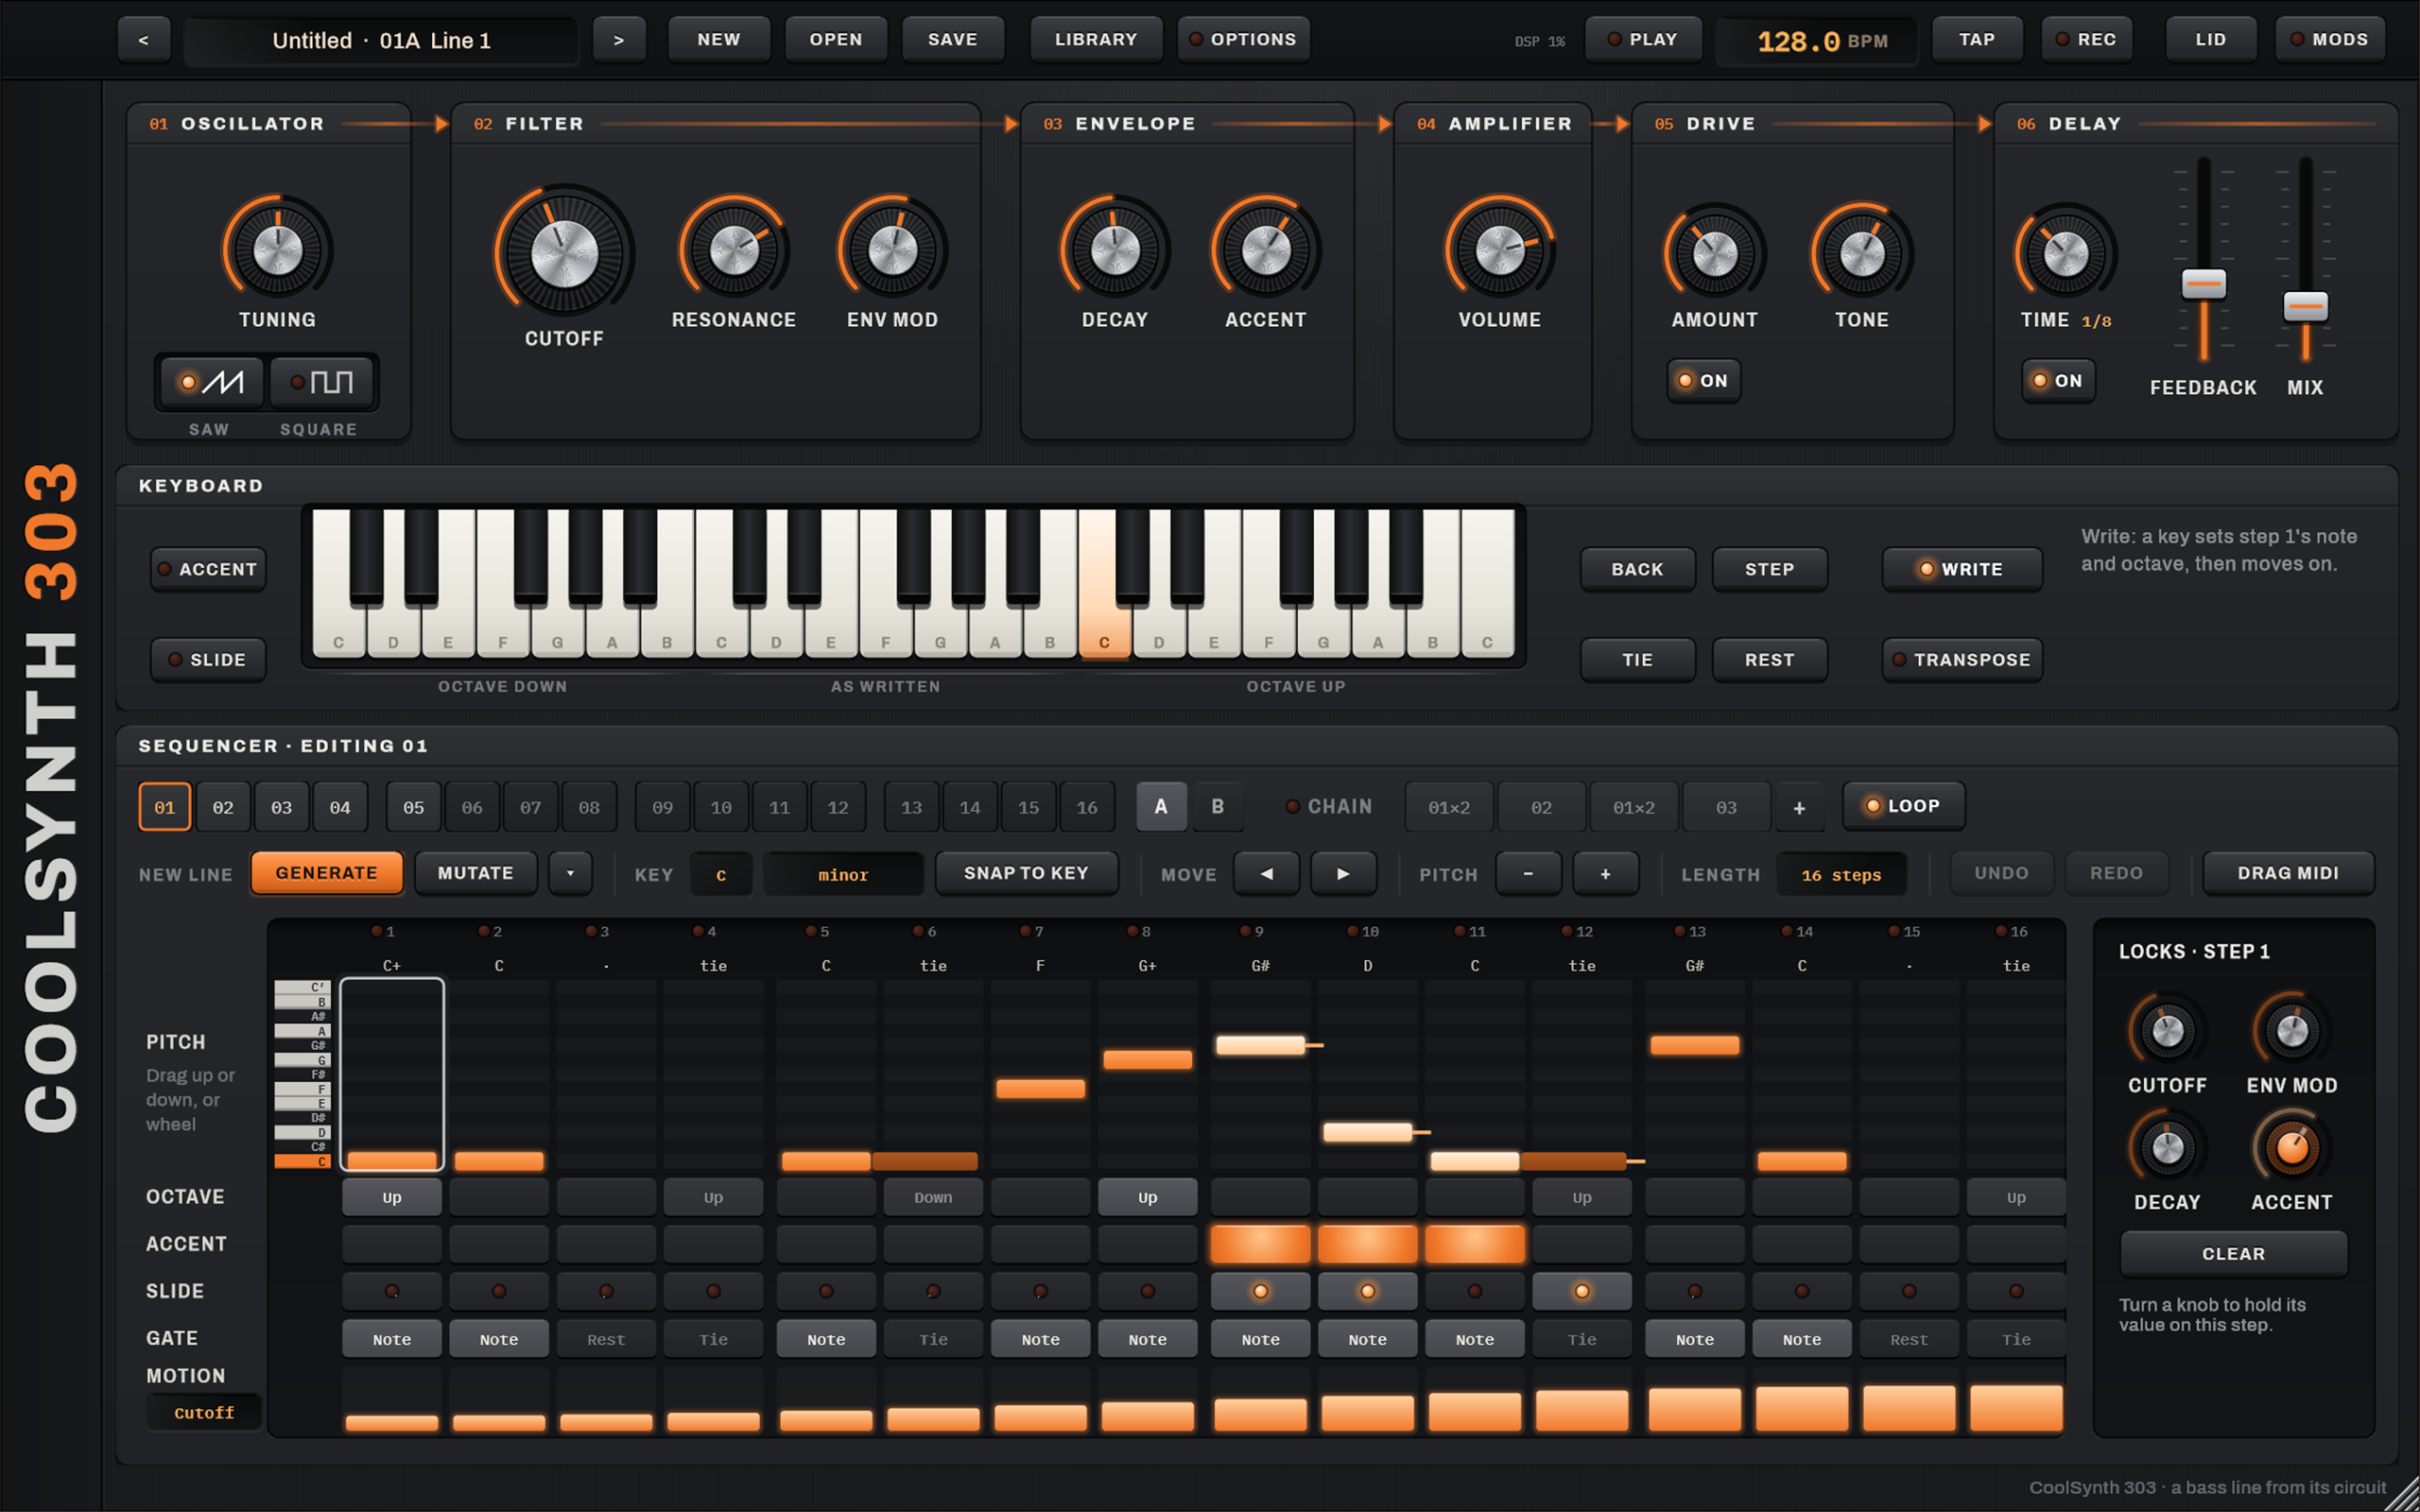 < Untitled · 01A Line 1 > NEW OPEN SAVE LIBRARY OPTIONS DSP 1% PLAY 128.0 BPM TAP REC LID MODS
COOLSYNTH 303
01 OSCILLATOR 02 FILTER 03 ENVELOPE 04 AMPLIFIER 05 DRIVE 06 DELAY
TUNING CUTOFF RESONANCE ENV MOD DECAY ACCENT VOLUME AMOUNT TONE TIME 1/8
ON ON FEEDBACK MIX
SAW SQUARE
KEYBOARD
ACCENT BACK STEP WRITE Write: a key sets step 1's note
and octave, then moves on.
C D E F G A B C D E F G A B C D E F G A B C
SLIDE TIE REST TRANSPOSE
OCTAVE DOWN AS WRITTEN OCTAVE UP
SEQUENCER · EDITING 01
01 02 03 04 05 06 07 08 09 10 11 12 13 14 15 16 A B CHAIN 01×2 02 01×2 03 + LOOP
NEW LINE GENERATE MUTATE KEY C minor SNAP TO KEY MOVE PITCH - + LENGTH 16 steps UNDO REDO DRAG MIDI
1 2 3 4 5 6 7 8 9 10 11 12 13 14 15 16
C+ C · tie C tie F G+ G# D C tie G# C · tie
C'
B
A#
A
G#
G
F#
F
E
D#
D
C#
C
PITCH
Drag up or
down, or
wheel
OCTAVE Up Up Down Up Up Up
ACCENT
SLIDE
GATE Note Note Rest Tie Note Tie Note Note Note Note Note Tie Note Note Rest Tie
MOTION
Cutoff
LOCKS · STEP 1
CUTOFF ENV MOD
DECAY ACCENT
CLEAR
Turn a knob to hold its
value on this step.
CoolSynth 303 · a bass line from its circuit